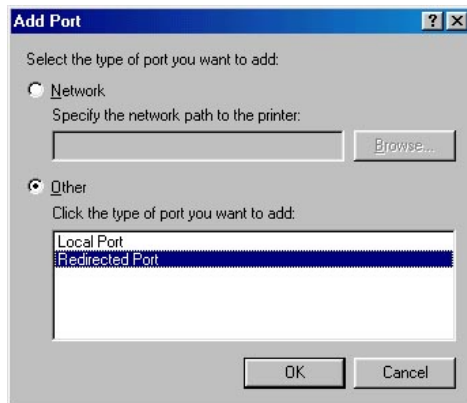 Add Port
Select the type of port you want to add:
Network
Specify the network path to the printer:
Browse...
Other
Click the type of port you want to add:
Local Port
Redirected Port
OK
Cancel